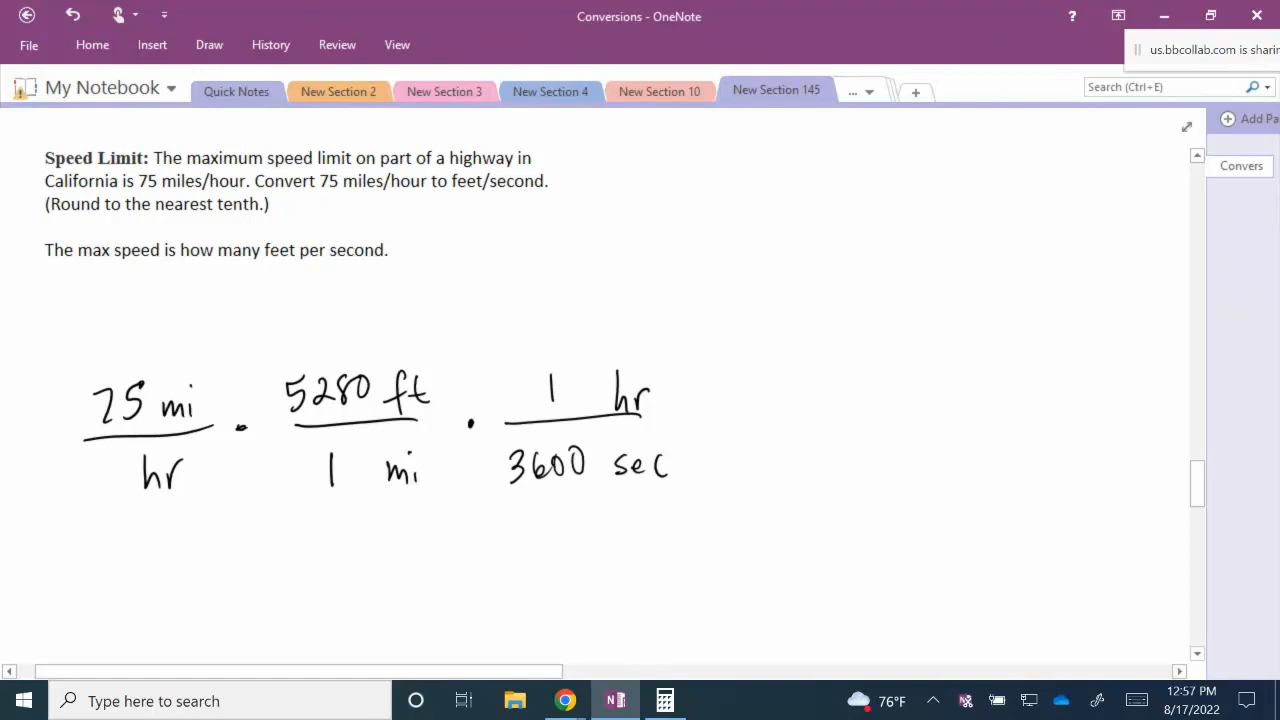 Conversions - OneNote
?
File Home Insert Draw History Review View
us.bbcollab.com is
My Notebook
Quick Notes New Section 2 New Section 3 New Section 4 New Section 10 New Section 145 ... +
Search (Ctrl+E)
Add
Convers
Speed Limit: The maximum speed limit on part of a highway in
California is 75 miles/hour. Convert 75 miles/hour to feet/second.
(Round to the nearest tenth.)
The max speed is how many feet per second.
75 mi . 5280 ft . 1 hr
hr 1 mi 3600 sec
Type here to search
76°F
12:57 PM
8/17/2022